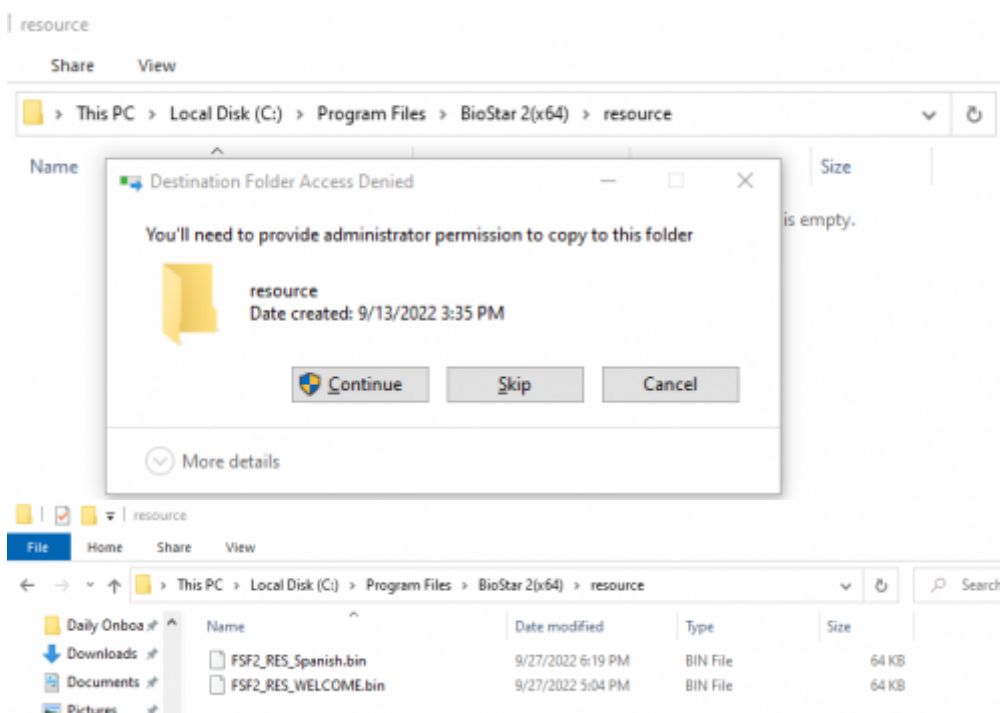 resource
Share View
This PC > Local Disk (C:) > Program Files > BioStar 2(x64) > resource
Name Size
Destination Folder Access Denied
is empty.
You'll need to provide administrator permission to copy to this folder
resource
Date created: 9/13/2022 3:35 PM
Continue Skip Cancel
More details
resource
File Home Share View
This PC > Local Disk (C:) > Program Files > BioStar 2(x64) > resource Search
Daily Onboa Name Date modified Type Size
Downloads FSF2_RES_Spanish.bin 9/27/2022 6:19 PM BIN File 64 KB
Documents FSF2_RES_WELCOME.bin 9/27/2022 5:04 PM BIN File 64 KB
Pictures